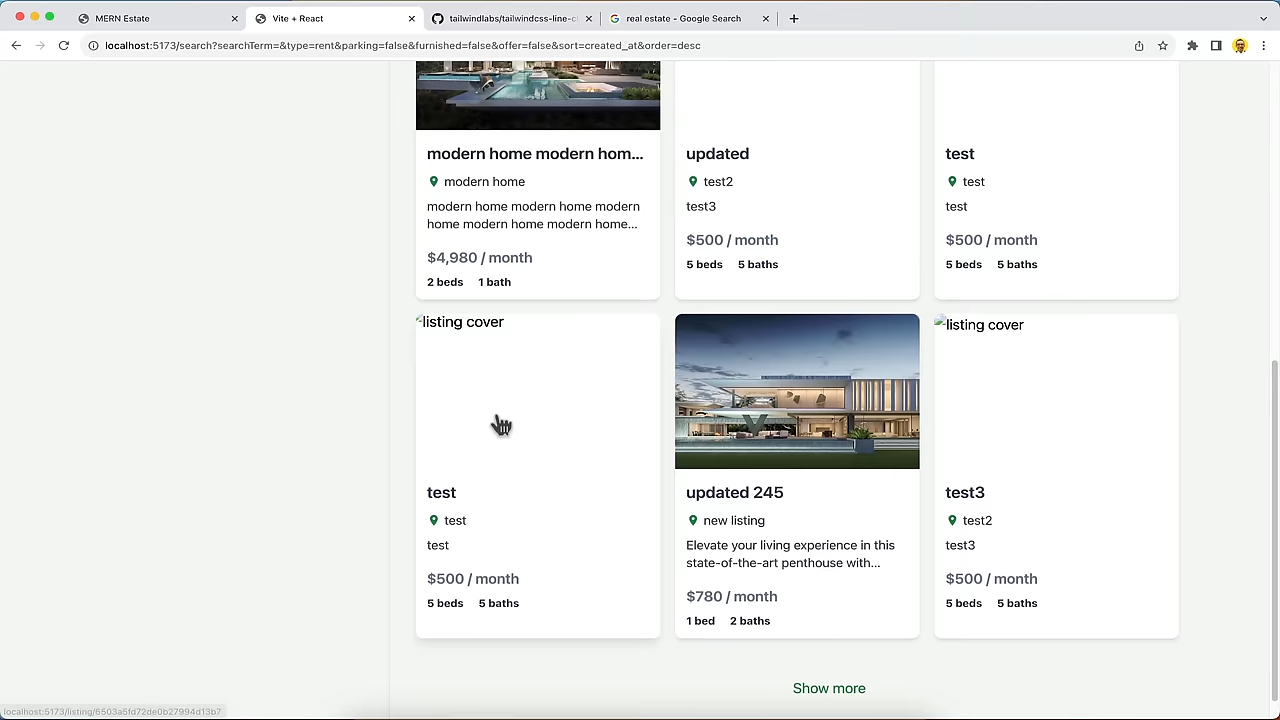 MERN Estate
Vite + React
tailwindlabs/tailwindcss-line-c
real estate - Google Search
localhost:5173/search?searchTerm=&type=rent&parking=false&furnished=false&offer=false&sort=created_at&order=desc
modern home modern hom...
modern home
modern home modern home modern
home modern home modern home...
$4,980 / month
2 beds 1 bath
updated
test2
test3
$500 / month
5 beds 5 baths
test
test
test
$500 / month
5 beds 5 baths
listing cover
test
test
test
$500 / month
5 beds 5 baths
updated 245
new listing
Elevate your living experience in this
state-of-the-art penthouse with...
$780 / month
1 bed 2 baths
listing cover
test3
test2
test3
$500 / month
5 beds 5 baths
Show more
localhost:5173/listing/6503a5fd72de0b27994d13b7